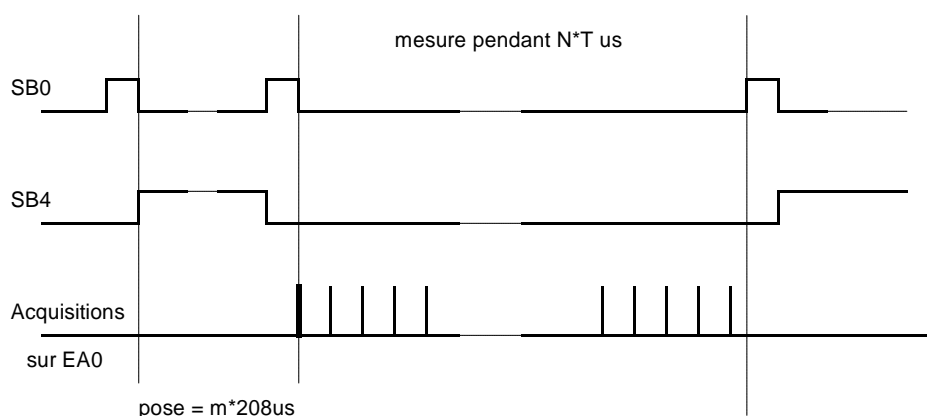 mesure pendant N*T us
SB0
SB4
Acquisitions
sur EA0
pose = m*208us